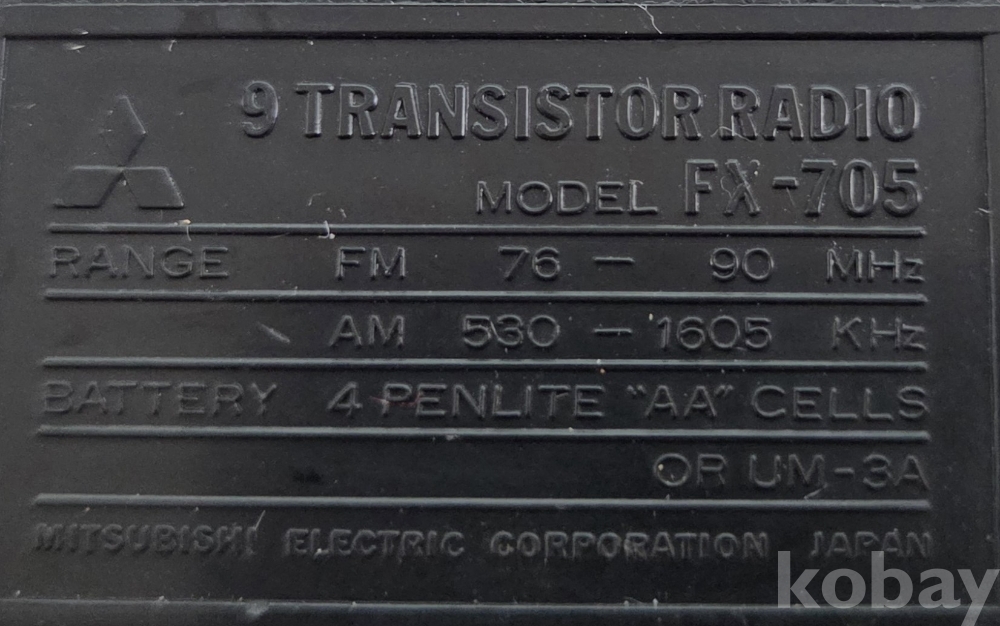 9 TRANSISTOR RADIO
MODEL FX-705
RANGE FM 76 - 90 MHz
AM 530 - 1605 KHz
BATTERY 4 PENLITE "AA" CELLS
OR UM-3A
MITSUBISHI ELECTRIC CORPORATION JAPAN
kobay